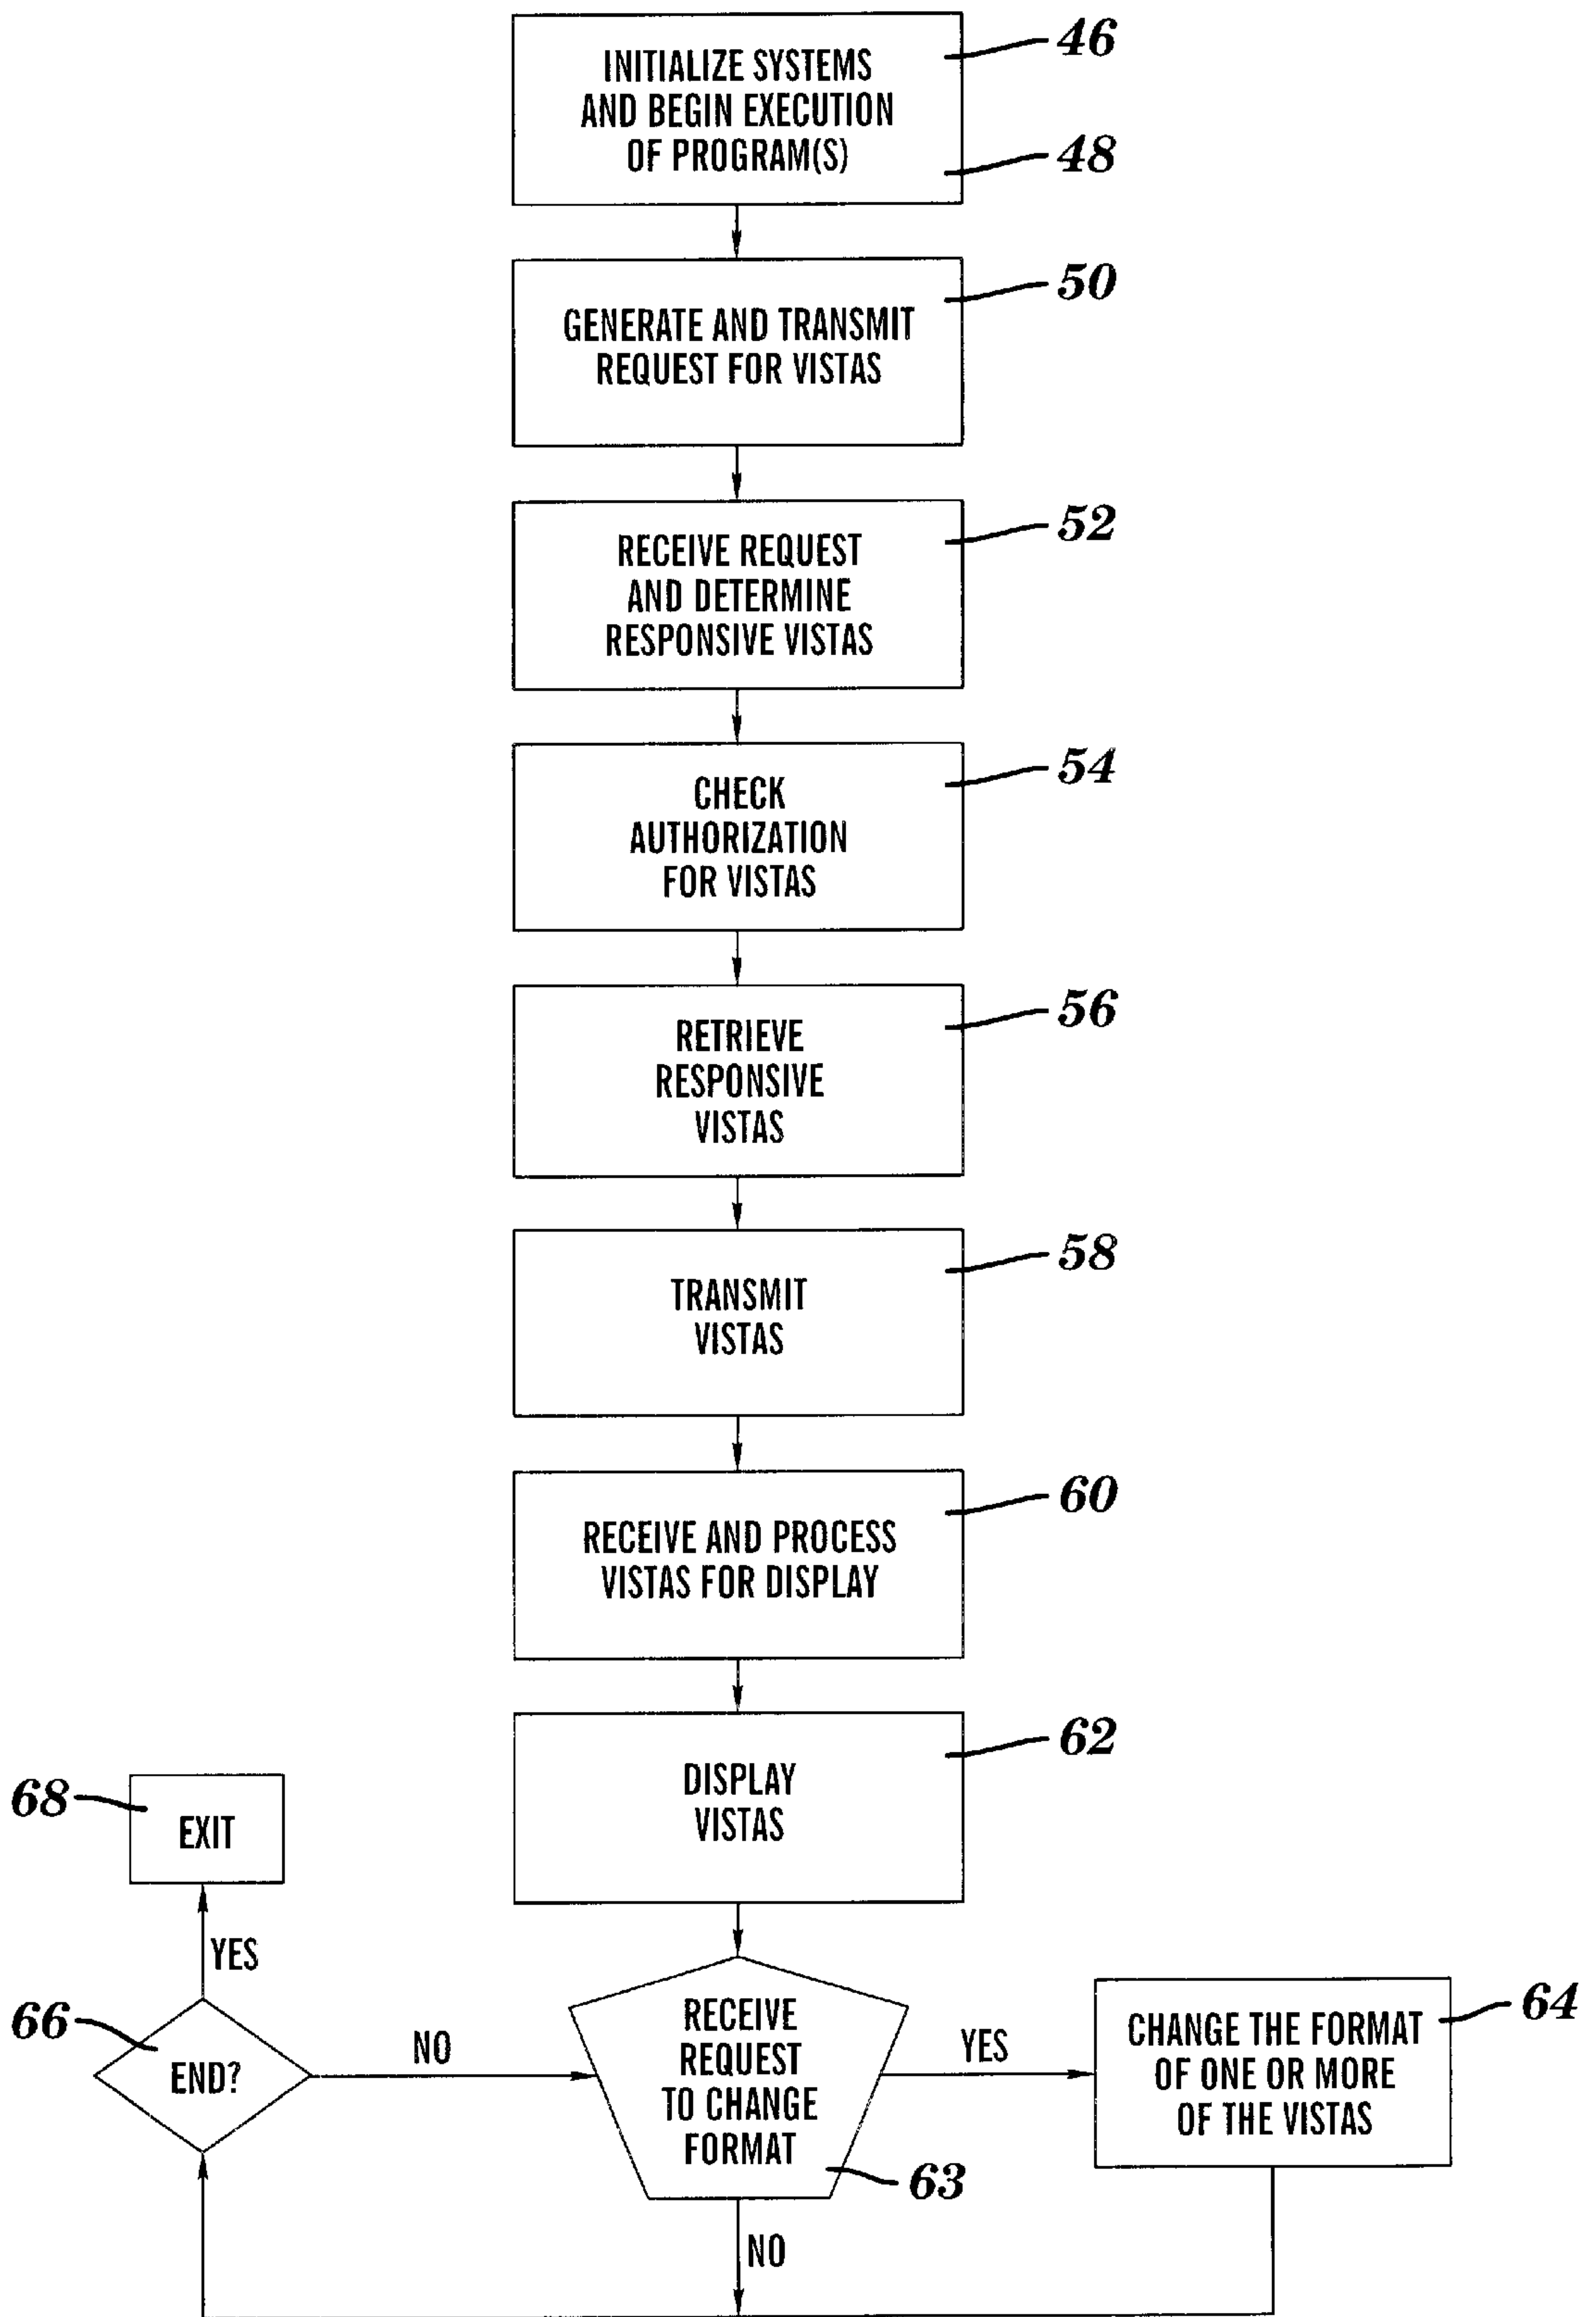 INITIALIZE SYSTEMS
AND BEGIN EXECUTION
OF PROGRAM(S)
46
48
GENERATE AND TRANSMIT
REQUEST FOR VISTAS
50
RECEIVE REQUEST
AND DETERMINE
RESPONSIVE VISTAS
52
CHECK
AUTHORIZATION
FOR VISTAS
54
RETRIEVE
RESPONSIVE
VISTAS
56
TRANSMIT
VISTAS
58
RECEIVE AND PROCESS
VISTAS FOR DISPLAY
60
DISPLAY
VISTAS
62
68
EXIT
YES
66
END?
NO
RECEIVE
REQUEST
TO CHANGE
FORMAT
63
YES
CHANGE THE FORMAT
OF ONE OR MORE
OF THE VISTAS
64
NO